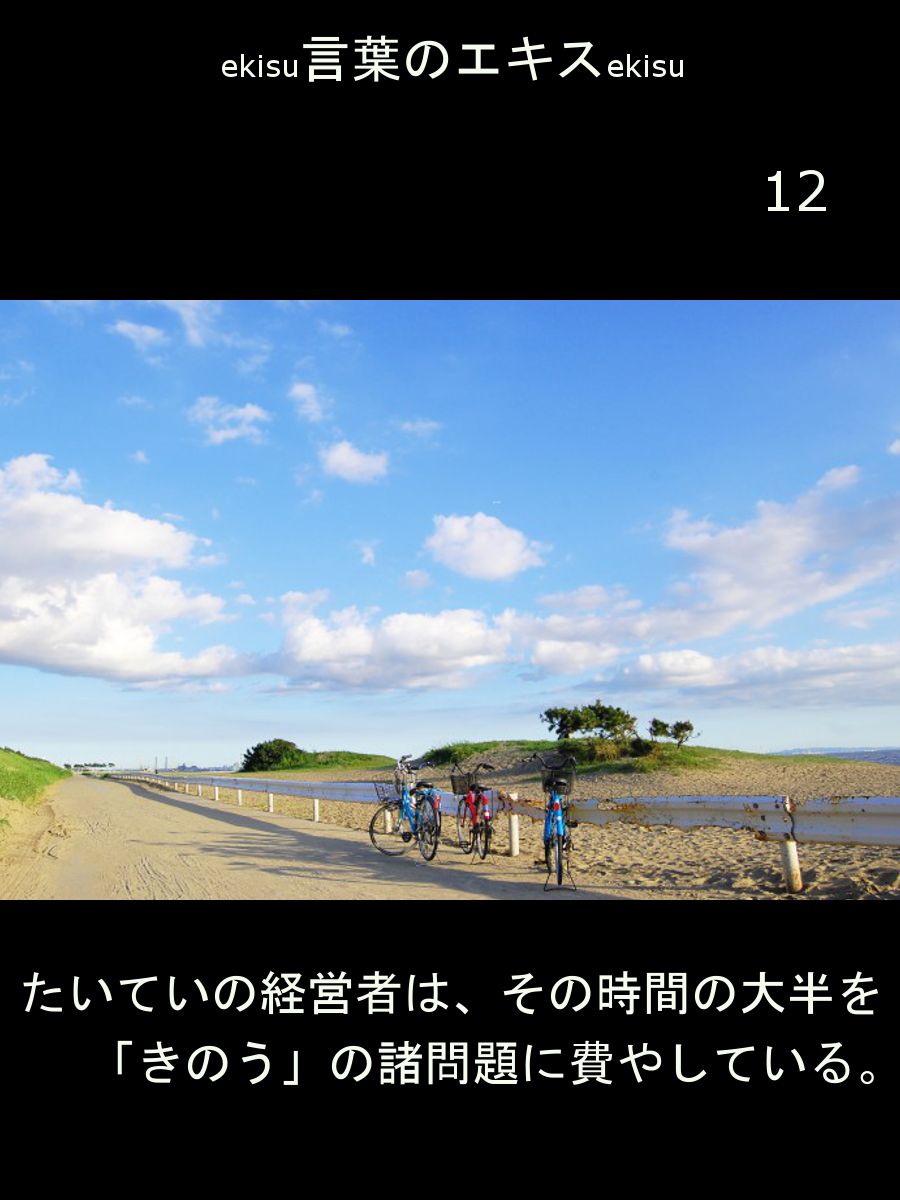 ekisu言葉のエキスekisu
12
たいていの経営者は、その時間の大半を
「きのう」の諸問題に費やしている。